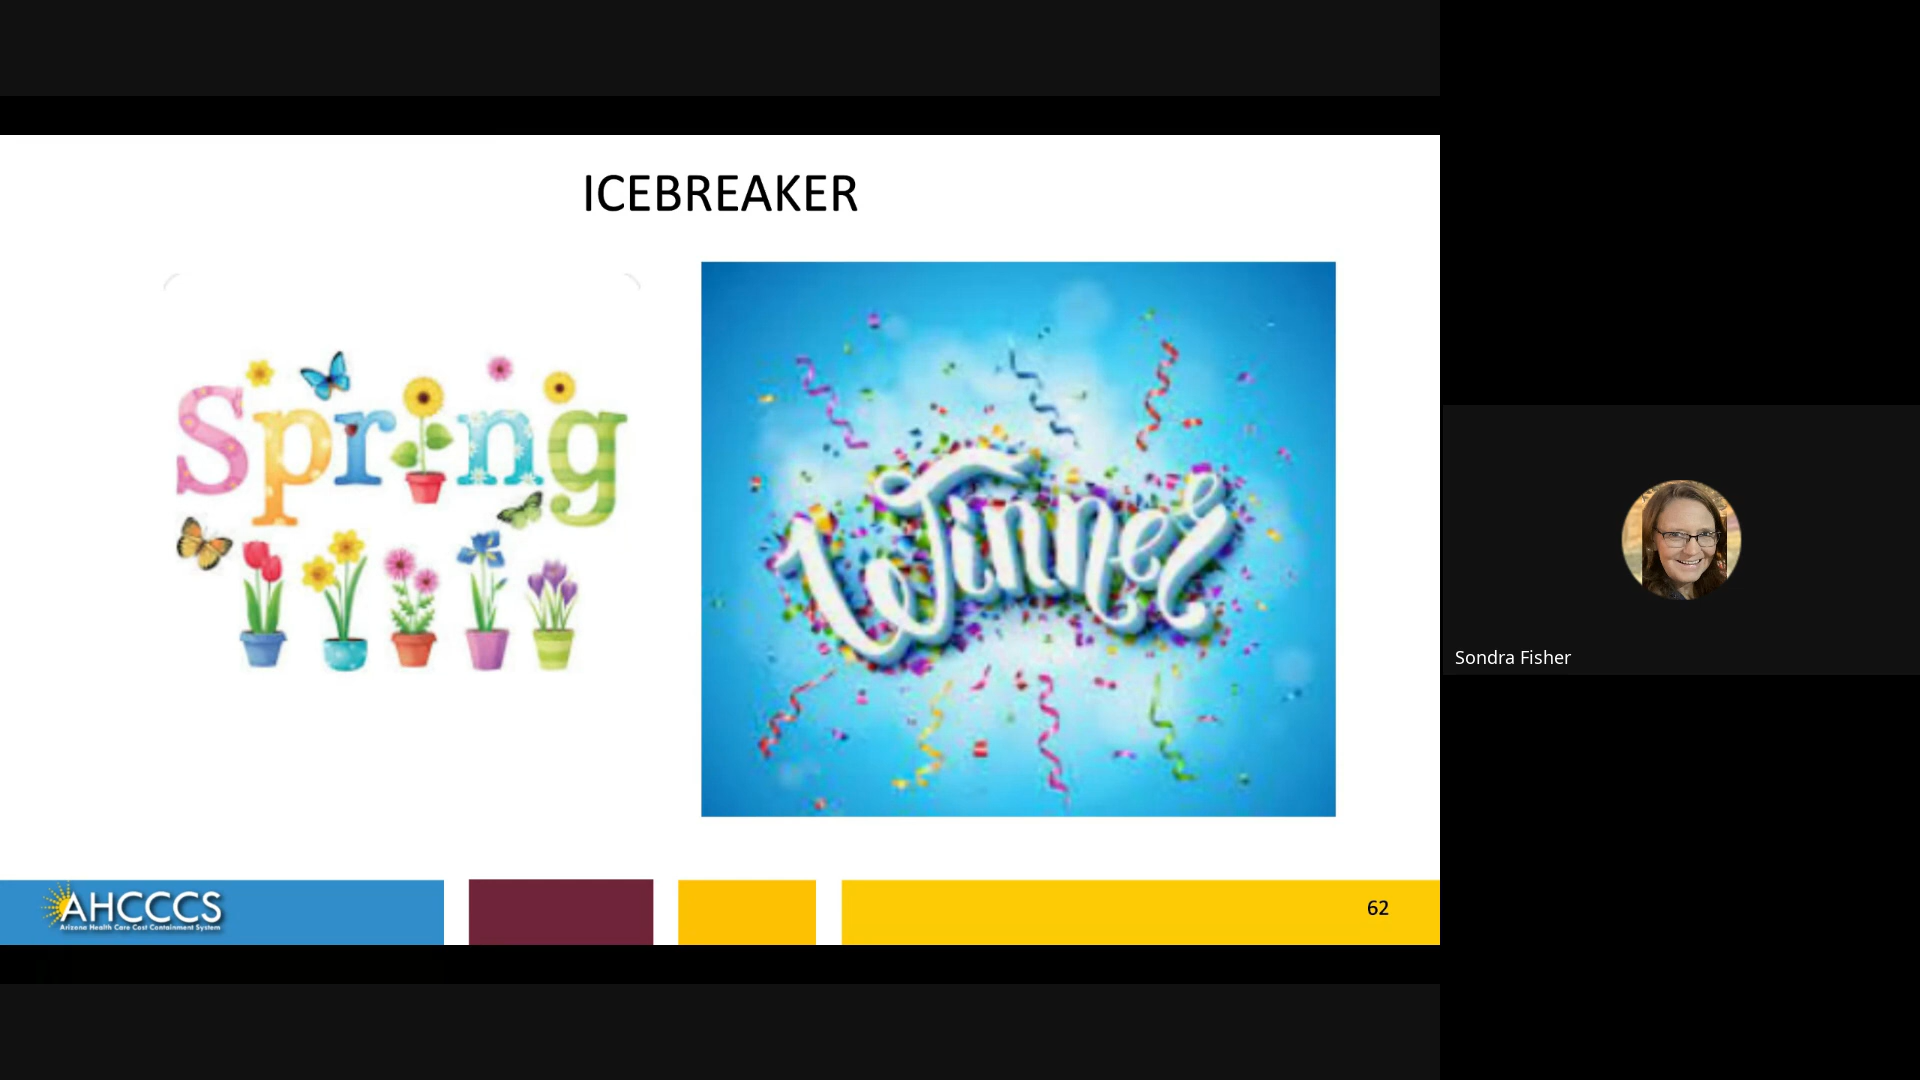 ICEBREAKER
Spring
Winner
AHCCCS
Arizona Health Care Cost Containment System
62
Sondra Fisher